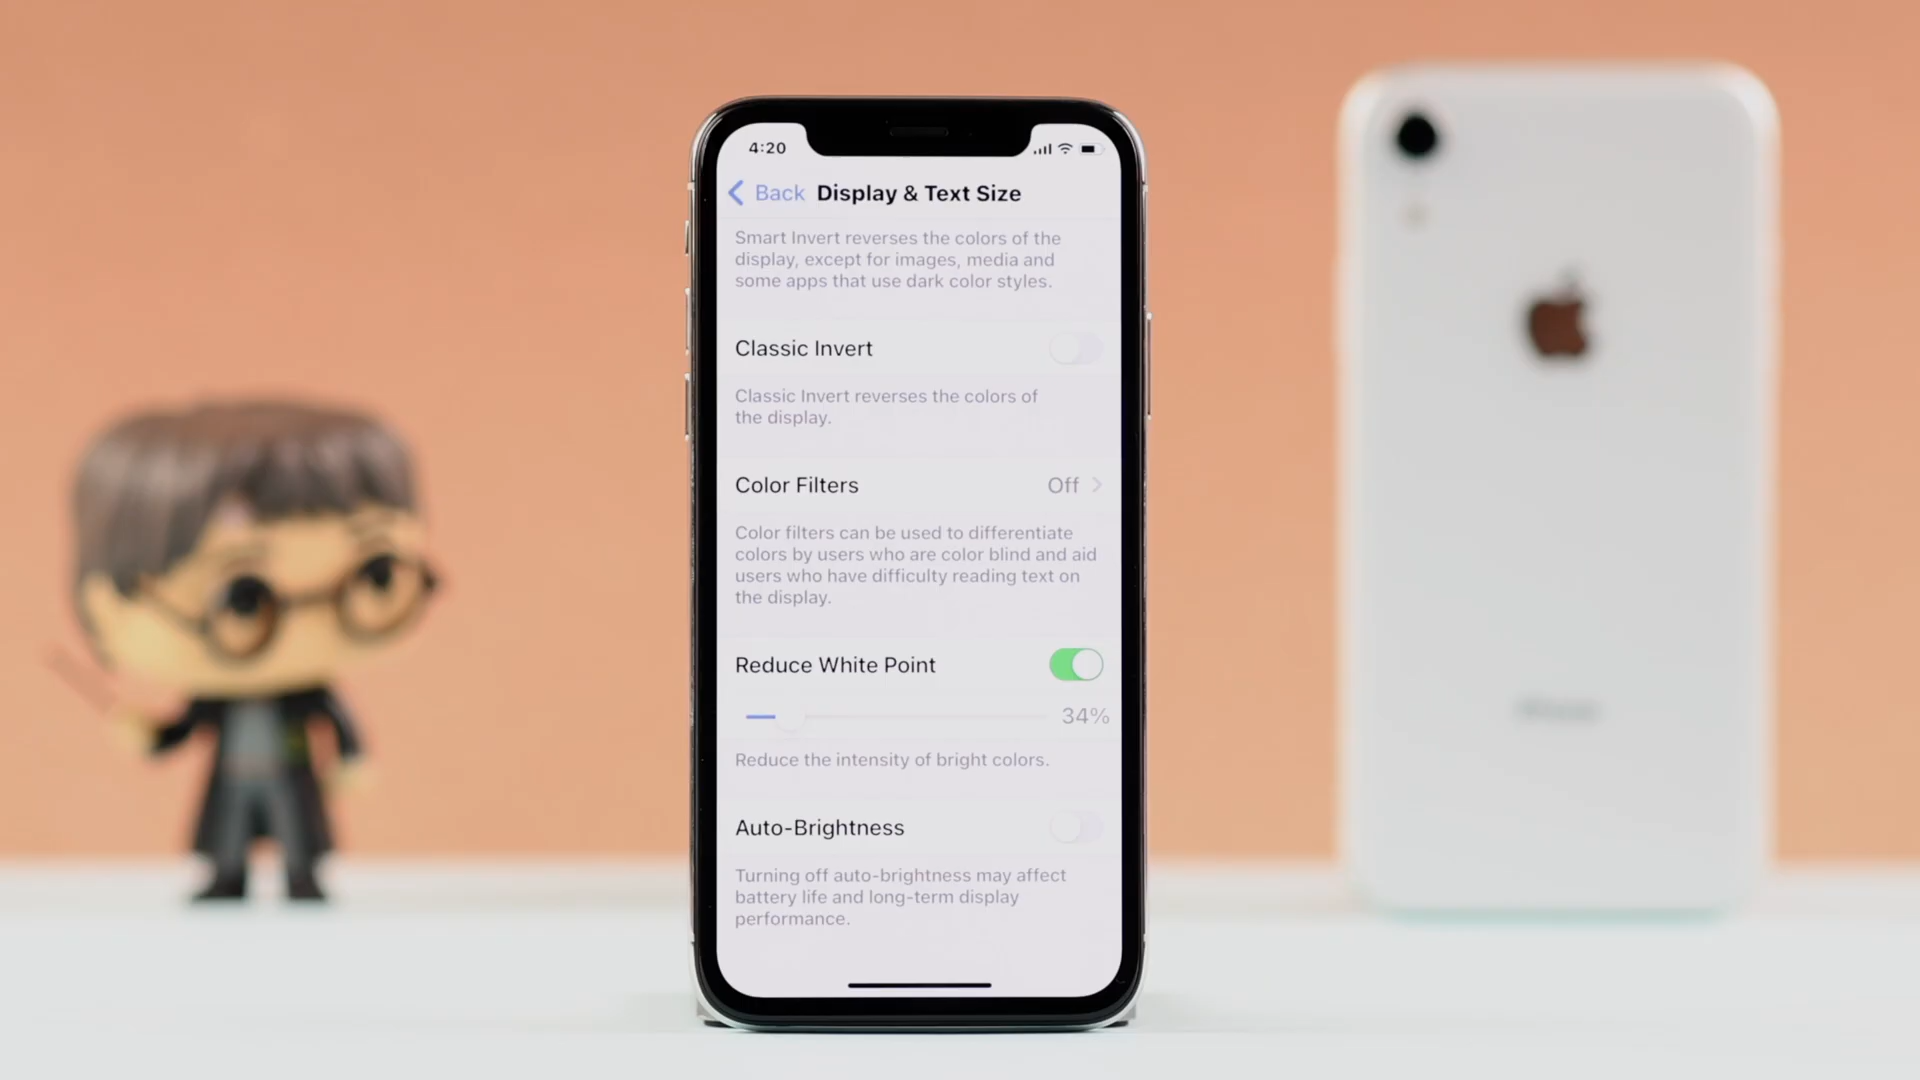 4:20
Back Display & Text Size
Smart Invert reverses the colors of the
display, except for images, media and
some apps that use dark color styles.
Classic Invert
Classic Invert reverses the colors of
the display.
Color Filters Off
Color filters can be used to differentiate
colors by users who are color blind and aid
users who have difficulty reading text on
the display.
Reduce White Point
34%
Reduce the intensity of bright colors.
Auto-Brightness
Turning off auto-brightness may affect
battery life and long-term display
performance.